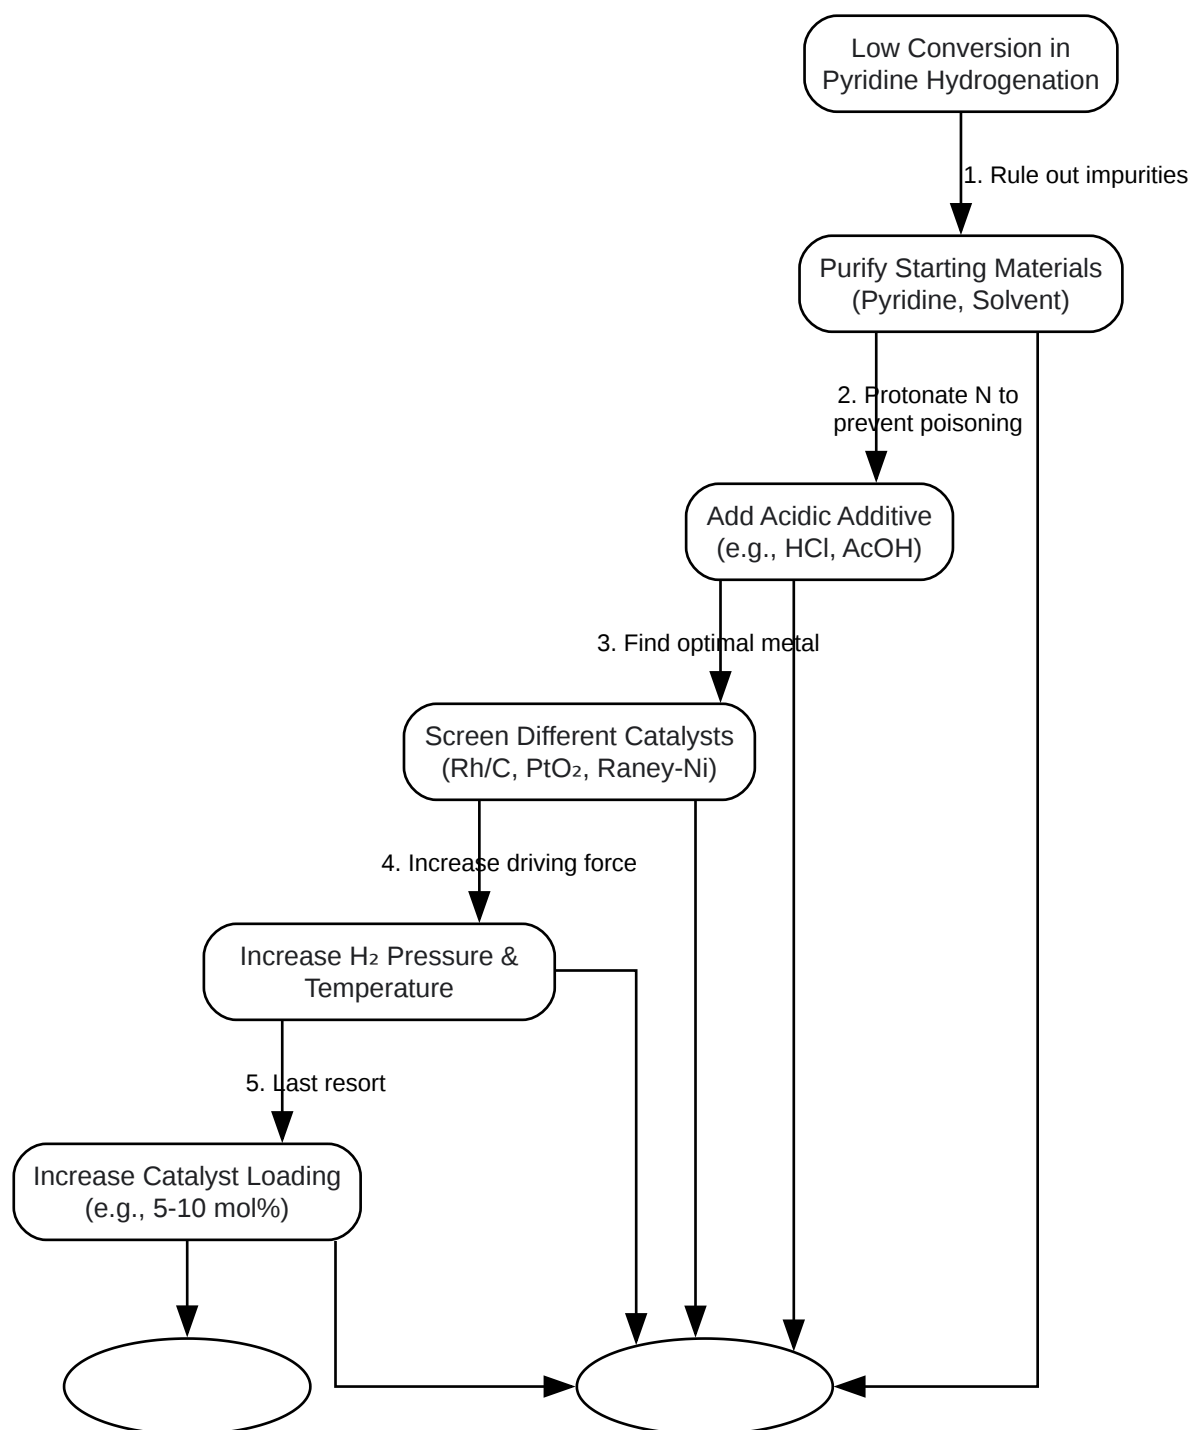 Low Conversion in
Pyridine Hydrogenation
1. Rule out impurities
Purify Starting Materials
(Pyridine, Solvent)
2. Protonate N to
prevent poisoning
Add Acidic Additive
(e.g., HCl, AcOH)
3. Find optimal metal
Screen Different Catalysts
(Rh/C, PtO₂, Raney-Ni)
4. Increase driving force
Increase H₂ Pressure &
Temperature
5. Last resort
Increase Catalyst Loading
(e.g., 5-10 mol%)